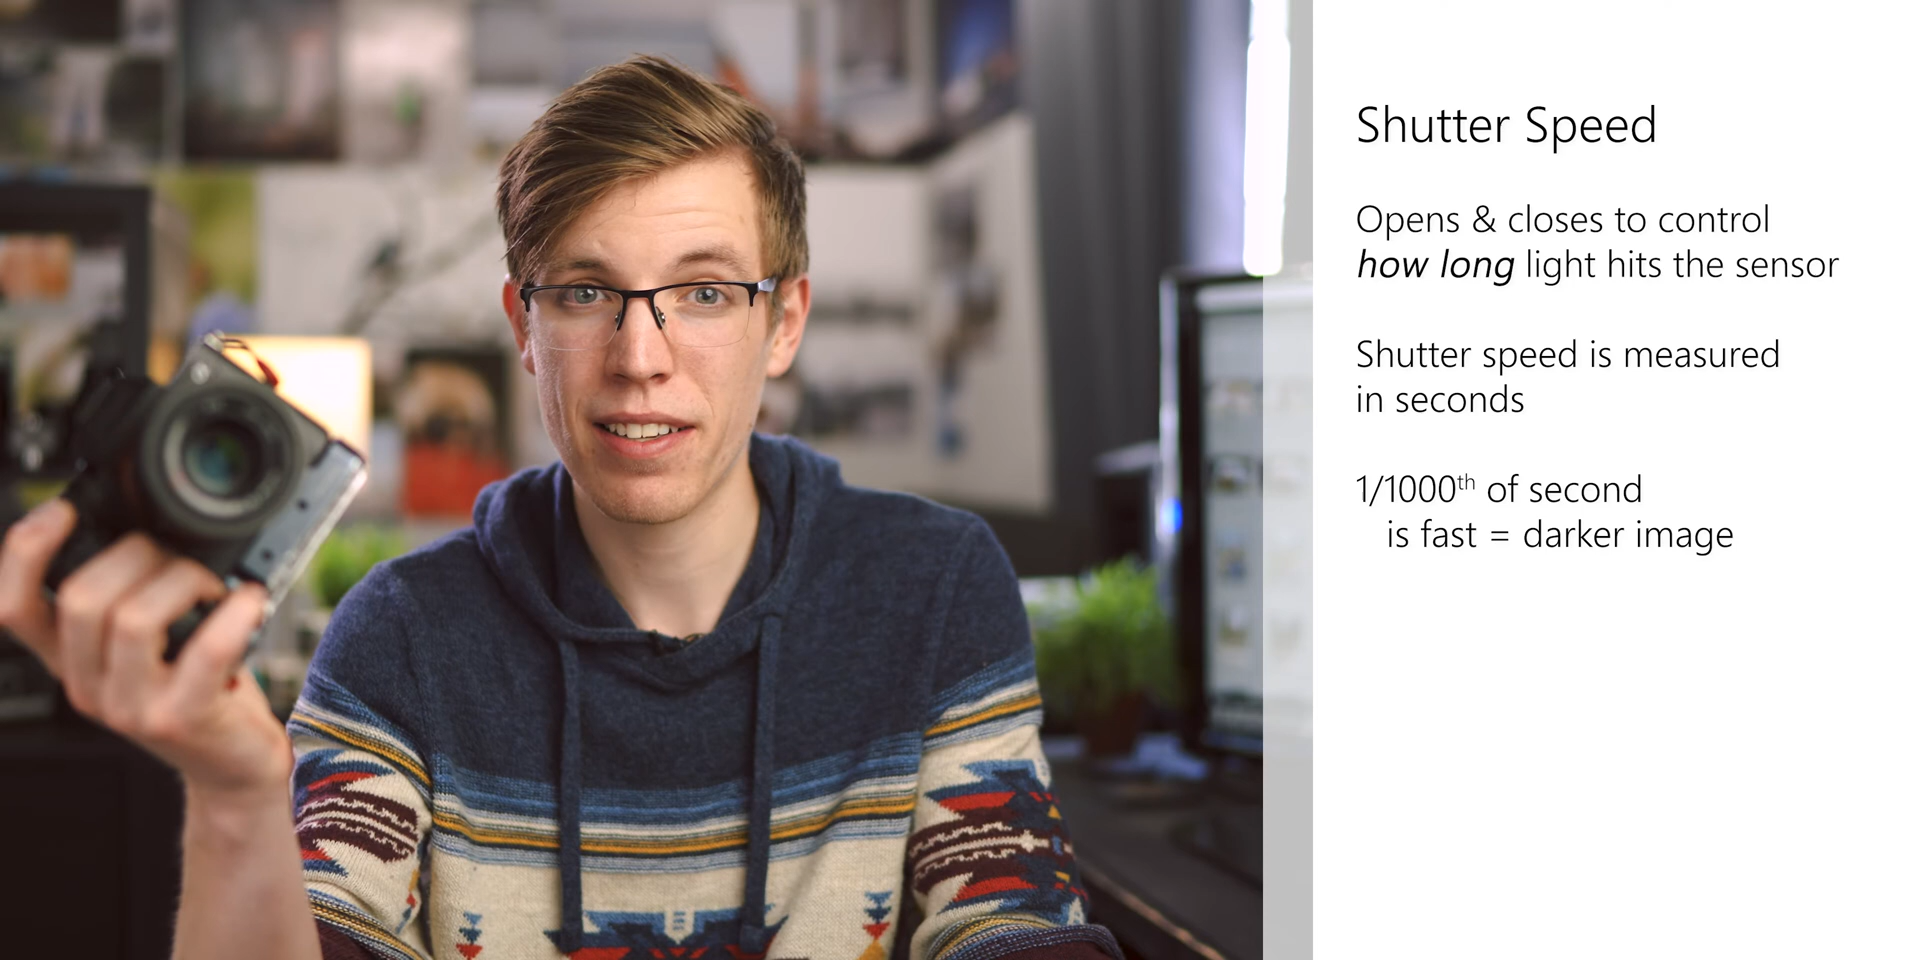 Shutter Speed
Opens & closes to control
how long light hits the sensor
Shutter speed is measured
in seconds
1/1000th of second
is fast = darker image